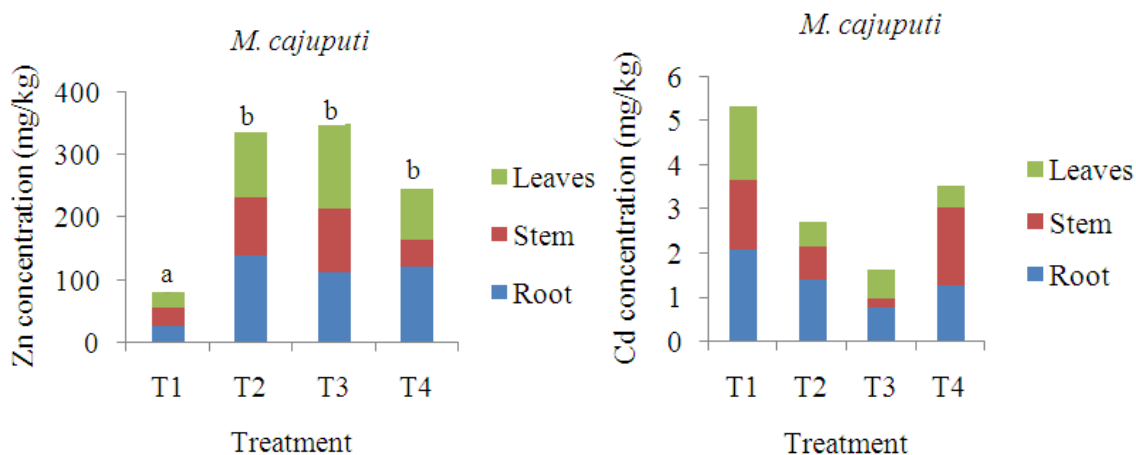 M. cajuputi
Zn concentration (mg/kg)
400
300
200
100
0
a
b
b
b
T1
T2
T3
T4
Treatment
Leaves
Stem
Root
M. cajuputi
Cd concentration (mg/kg)
6
5
4
3
2
1
0
T1
T2
T3
T4
Treatment
Leaves
Stem
Root